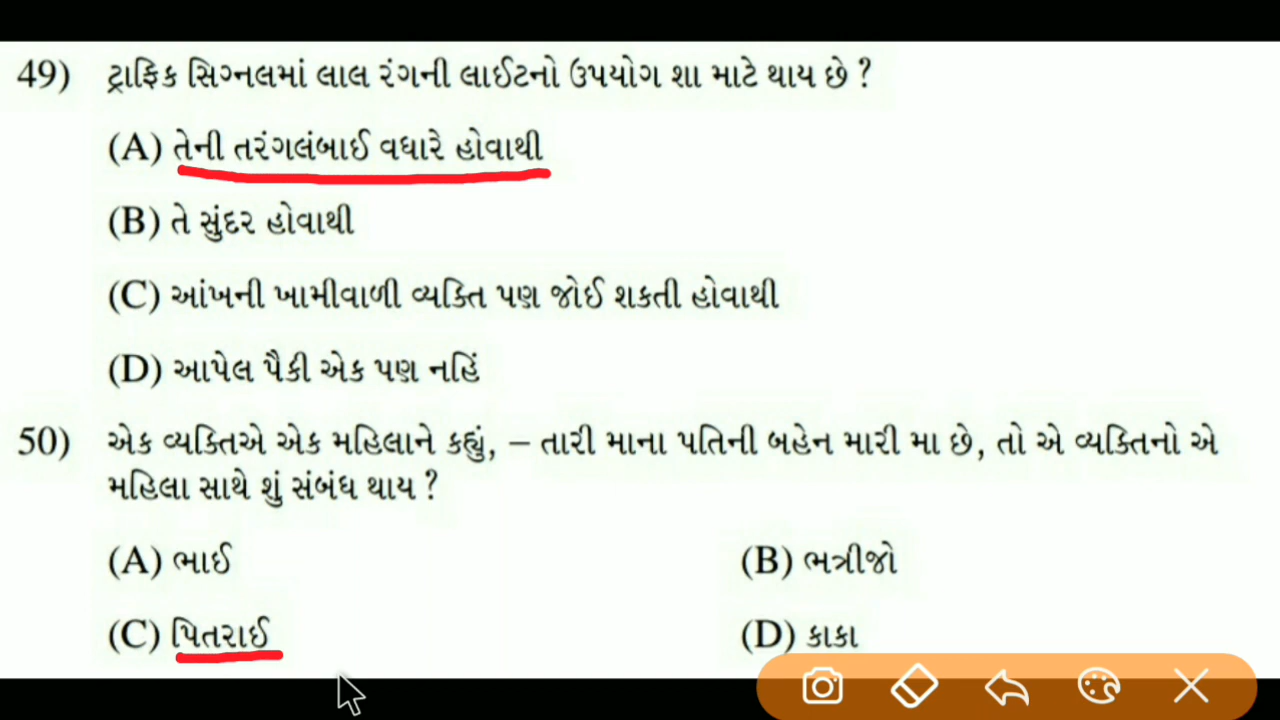 49) ટ્રાફિક સિગ્નલમાં લાલ રંગની લાઈટનો ઉપયોગ શા માટે થાય છે ?
(A) તેની તરંગલંબાઈ વધારે હોવાથી
(B) તે સુંદર હોવાથી
(C) આંખની ખામીવાળી વ્યક્તિ પણ જોઈ શકતી હોવાથી
(D) આપેલ પૈકી એક પણ નહિં
50) એક વ્યક્તિએ એક મહિલાને કહ્યું, – તારી માના પતિની બહેન મારી મા છે, તો એ વ્યક્તિનો એ
મહિલા સાથે શું સંબંધ થાય ?
(A) ભાઈ (B) ભત્રીજો
(C) પિતરાઈ (D) કાકા